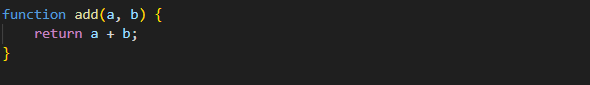 function add(a, b) {
    return a + b;
}